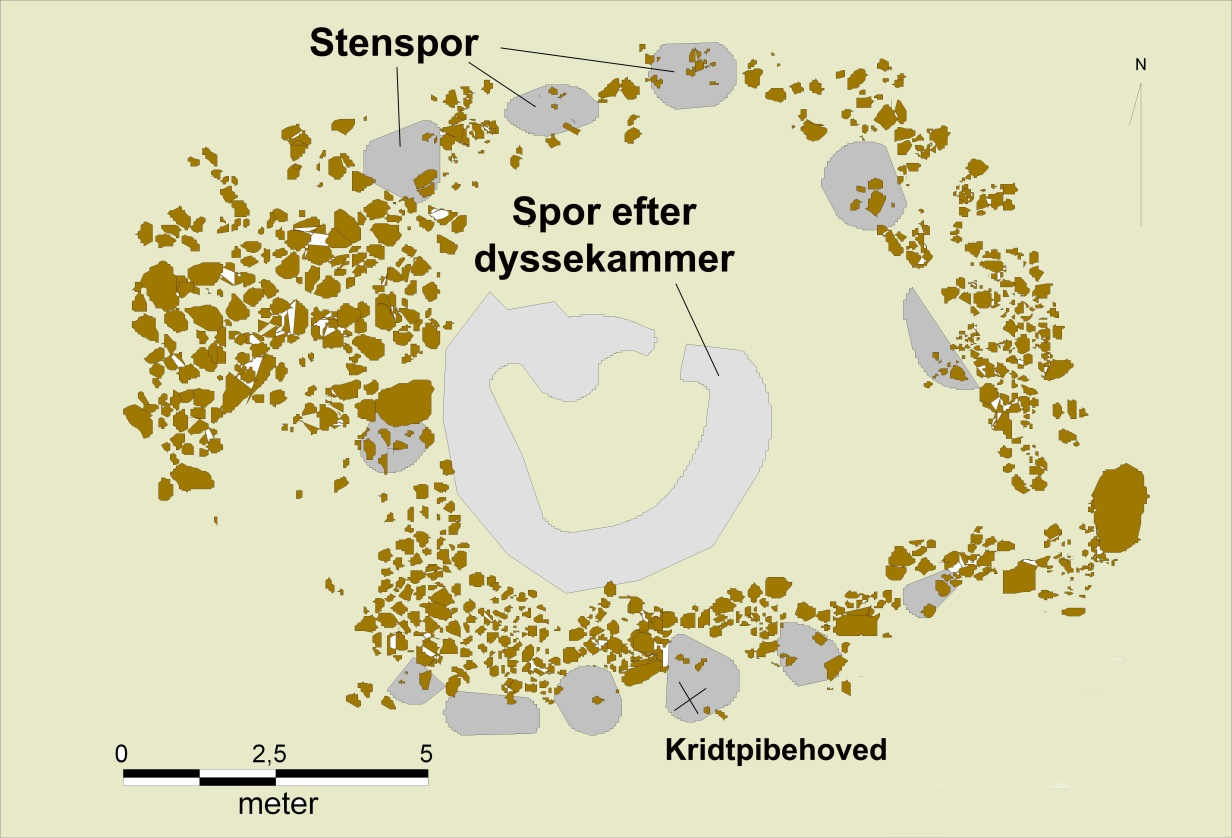 Stenspor
N
Spor efter
dyssekammer
Kridtpibehoved
0 2,5 5
meter